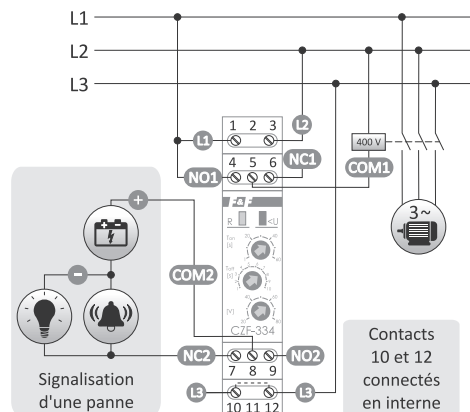 L1
L2
L3
L1
1 2 3
L2
400 V
NO1
4 5 6
NC1
COM1
F&F
R
<U
3~
Ton
[s]
COM2
Toff
[s]
[V]
CZF-334
NC2
NO2
7 8 9
L3
L3
10 11 12
Signalisation
d'une panne
Contacts
10 et 12
connectés
en interne
+
-